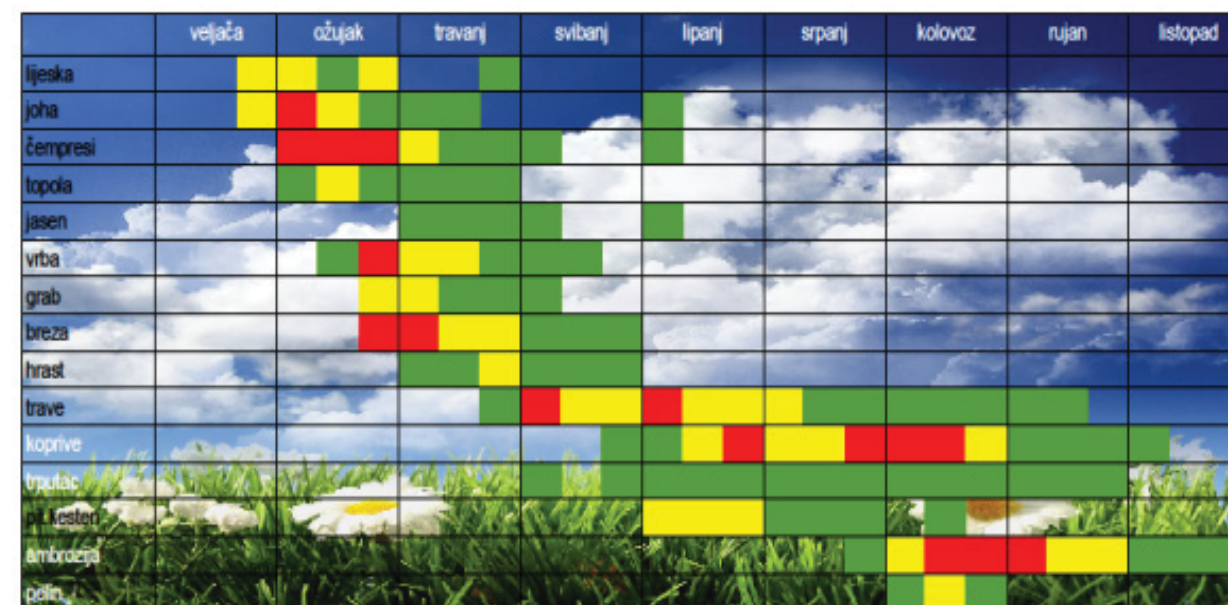 veljača ožujak travanj svibanj lipanj srpanj kolovoz rujan listopad
lijeska
joha
čempresi
topola
jasen
vrba
grab
breza
hrast
trave
koprive
trputac
pit.kesten
ambrozija
pelin